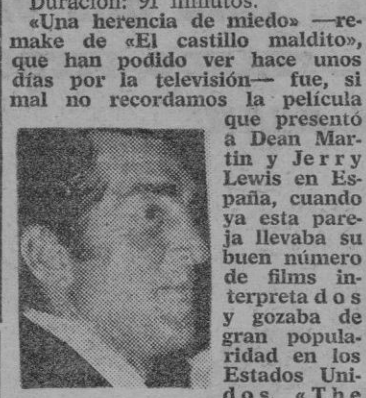 Duración: 91 minutos.
«Una herencia de miedo» —re-
make de «El castillo maldito»,
que han podido ver hace unos
días por la televisión— fue, si
mal no recordamos la película
que presentó
a Dean Mar-
tin y Jerry
Lewis en Es-
paña, cuando
ya esta pare-
ja llevaba su
buen número
de films in-
terpreta d o s
y gozaba de
gran popula-
ridad en los
Estados Uni-
d o s. «The